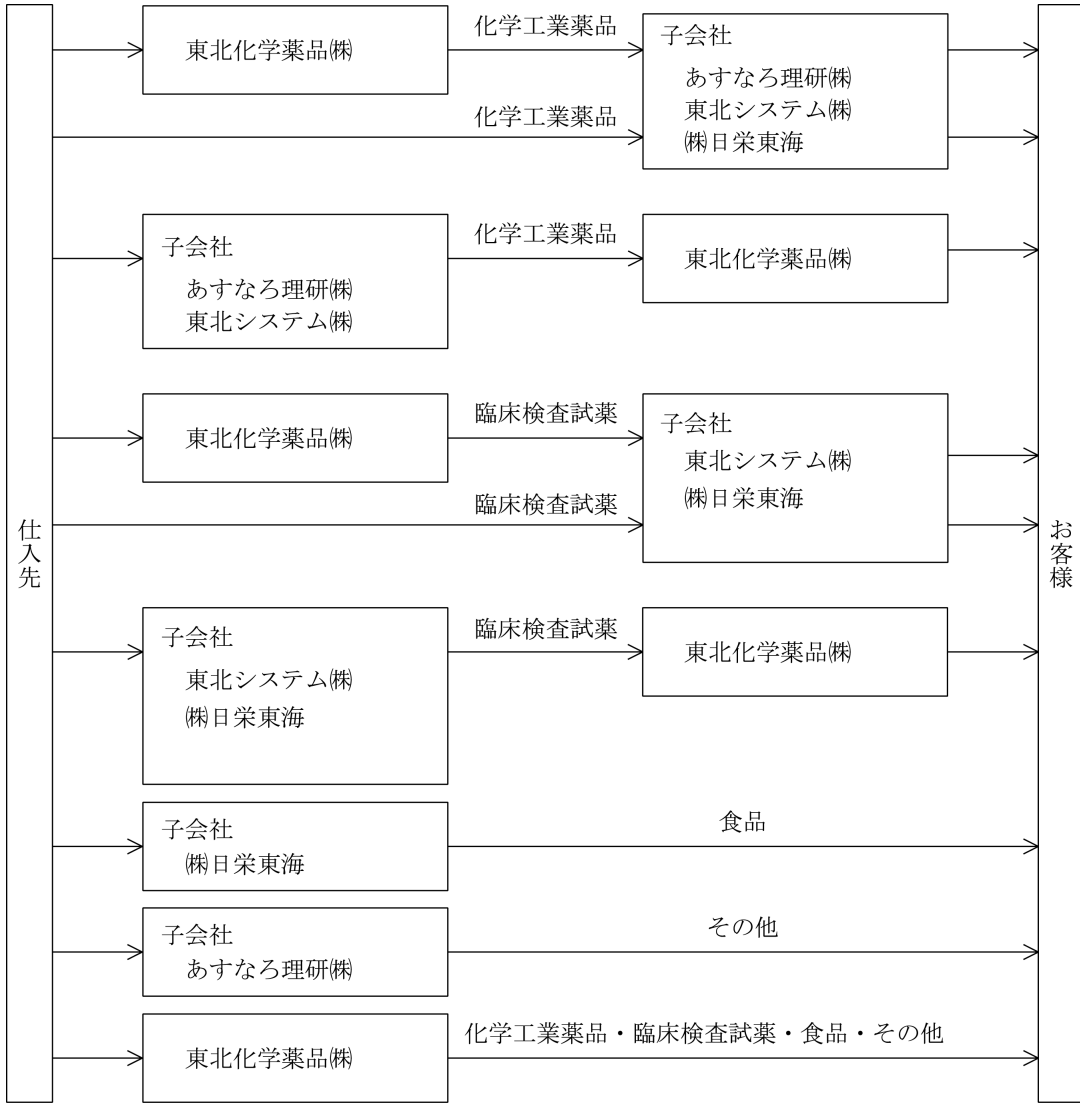 仕入先
東北化学薬品㈱
化学工業薬品
化学工業薬品
子会社
あすなろ理研㈱
東北システム㈱
㈱日栄東海
子会社
あすなろ理研㈱
東北システム㈱
化学工業薬品
東北化学薬品㈱
東北化学薬品㈱
臨床検査試薬
臨床検査試薬
子会社
東北システム㈱
㈱日栄東海
子会社
東北システム㈱
㈱日栄東海
臨床検査試薬
東北化学薬品㈱
子会社
㈱日栄東海
食品
子会社
あすなろ理研㈱
その他
東北化学薬品㈱
化学工業薬品・臨床検査試薬・食品・その他
お客様